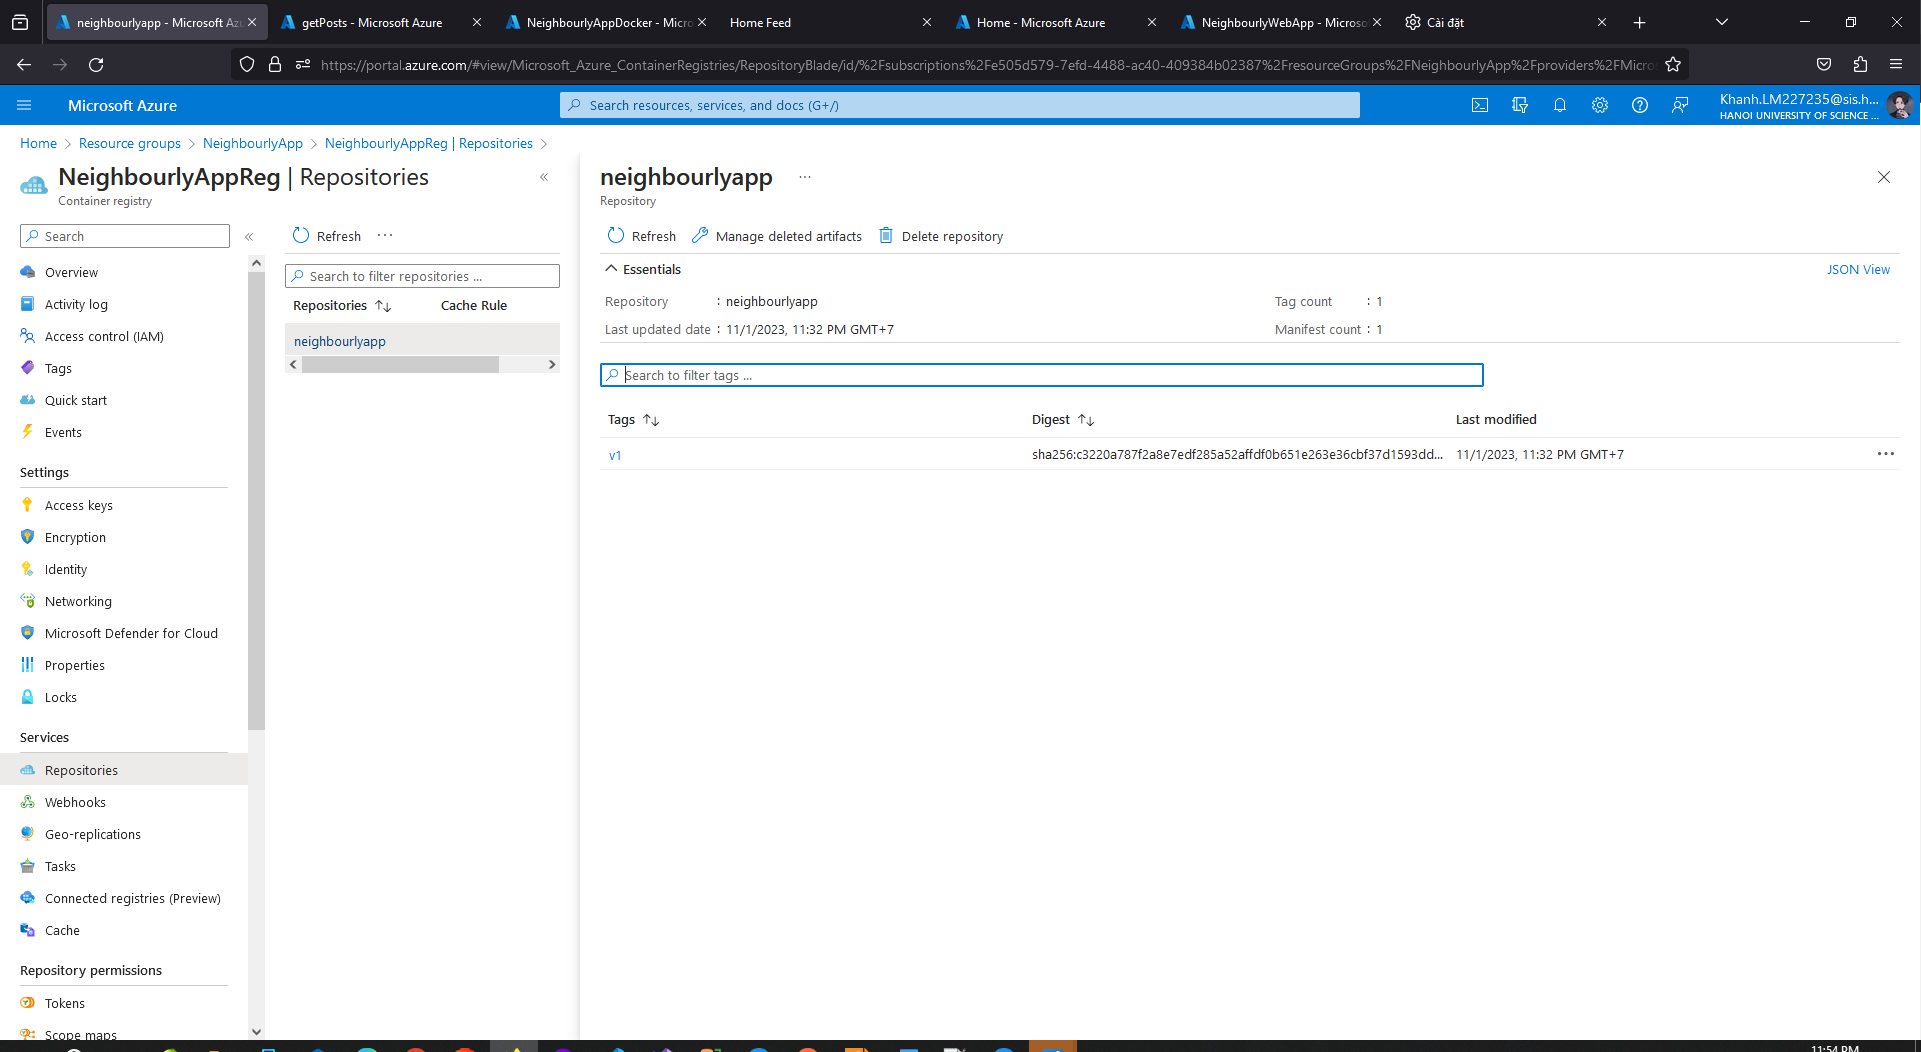 neighbourlyapp - Microsoft Az
getPosts - Microsoft Azure
NeighbourlyAppDocker - Micro
Home Feed
Home - Microsoft Azure
NeighbourlyWebApp - Microso
Cài đặt
https://portal.azure.com/#view/Microsoft_Azure_ContainerRegistries/RepositoryBlade/id/%2Fsubscriptions%2Fe505d579-7efd-4488-ac40-409384b02387%2FresourceGroups%2FNeighbourlyApp%2Fproviders%2FMicro
Microsoft Azure
Search resources, services, and docs (G+/)
Khanh.LM227235@sis.h...
HANOI UNIVERSITY OF SCIENCE ...
Home > Resource groups > NeighbourlyApp > NeighbourlyAppReg | Repositories >
NeighbourlyAppReg | Repositories
Container registry
Search
Overview
Activity log
Access control (IAM)
Tags
Quick start
Events
Settings
Access keys
Encryption
Identity
Networking
Microsoft Defender for Cloud
Properties
Locks
Services
Repositories
Webhooks
Geo-replications
Tasks
Connected registries (Preview)
Cache
Repository permissions
Tokens
Scope maps
Refresh ...
Search to filter repositories ...
Repositories Cache Rule
neighbourlyapp
neighbourlyapp ...
Repository
Refresh Manage deleted artifacts Delete repository
Essentials JSON View
Repository : neighbourlyapp
Tag count : 1
Last updated date : 11/1/2023, 11:32 PM GMT+7
Manifest count : 1
Search to filter tags ...
Tags Digest Last modified
v1 sha256:c3220a787f2a8e7edf285a52affdf0b651e263e36cbf37d1593dd... 11/1/2023, 11:32 PM GMT+7
11:54 PM